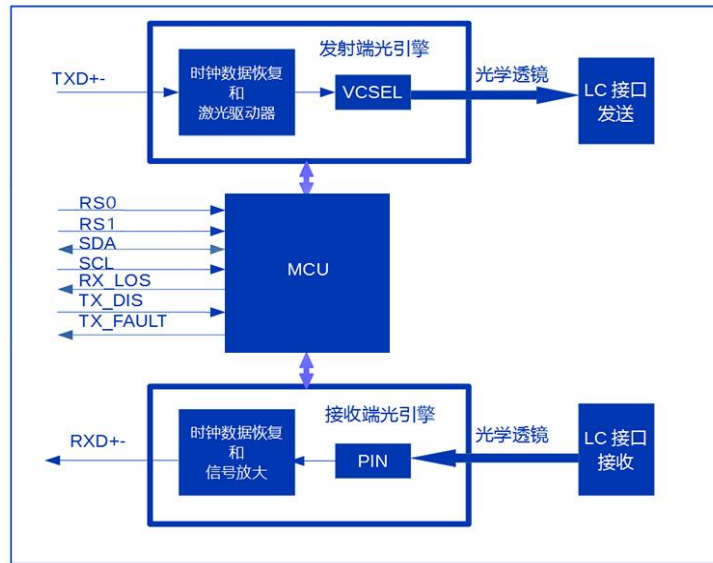 发射端光引擎
TXD+-
时钟数据恢复
和
激光驱动器
VCSEL
光学透镜
LC 接口
发送
RS0
RS1
SDA
SCL
RX_LOS
TX_DIS
TX_FAULT
MCU
接收端光引擎
RXD+-
时钟数据恢复
和
信号放大
PIN
光学透镜
LC 接口
接收